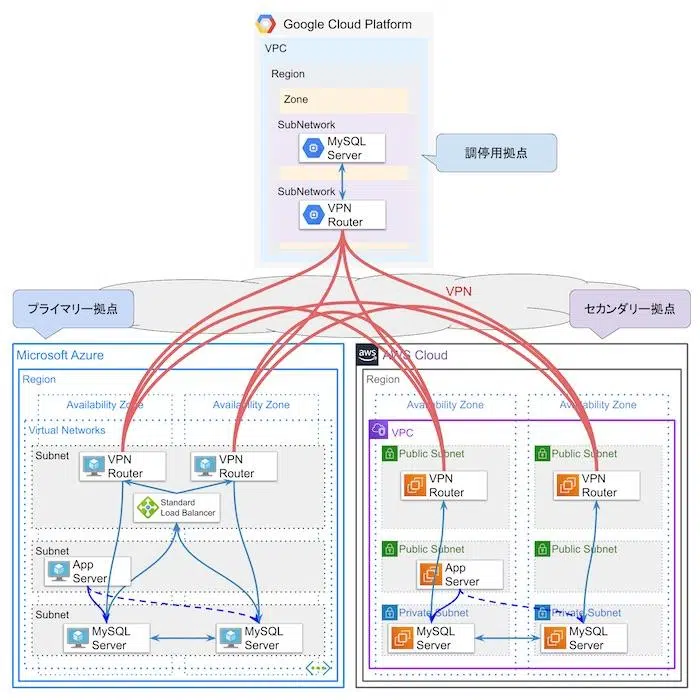 Google Cloud Platform
VPC
Region
Zone
SubNetwork
MySQL
Server
調停用拠点
SubNetwork
VPN
Router
VPN
プライマリー拠点
セカンダリー拠点
Microsoft Azure
Region
Availability Zone
Availability Zone
Virtual Networks
Subnet
VPN
Router
VPN
Router
Standard
Load Balancer
Subnet
App
Server
Subnet
MySQL
Server
MySQL
Server
aws
AWS Cloud
Region
Availability Zone
Availability Zone
VPC
Public Subnet
Public Subnet
VPN
Router
VPN
Router
Public Subnet
Public Subnet
App
Server
Private Subnet
Private Subnet
MySQL
Server
MySQL
Server